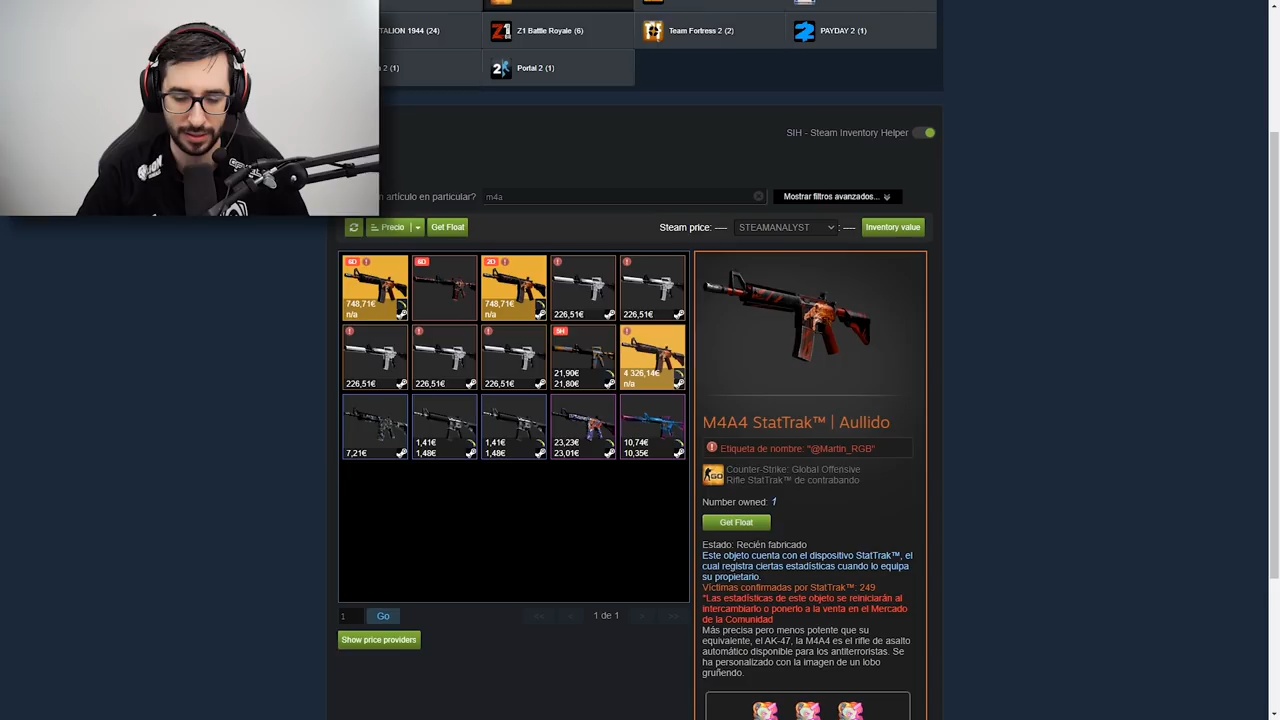 TALION 1944 (24)
Z1 Battle Royale (6)
Team Fortress 2 (2)
PAYDAY 2 (1)
2 (1)
Portal 2 (1)
SIH - Steam Inventory Helper
n artículo en particular?
m4a
Mostrar filtros avanzados...
Precio
Get Float
Steam price: ----
STEAMANALYST
: ----
Inventory value
6D
6D
2D
748,71€
n/a
748,71€
n/a
226,51€
226,51€
5H
226,51€
226,51€
226,51€
21,90€
21,80€
4 326,14€
n/a
7,21€
1,41€
1,48€
1,41€
1,48€
23,23€
23,01€
10,74€
10,35€
1
Go
<<
<
1 de 1
>
>>
Show price providers
M4A4 StatTrak™ | Aullido
Etiqueta de nombre: "@Martin_RGB"
Counter-Strike: Global Offensive
Rifle StatTrak™ de contrabando
Number owned: 1
Get Float
Estado: Recién fabricado
Este objeto cuenta con el dispositivo StatTrak™, el
cual registra ciertas estadísticas cuando lo equipa
su propietario.
Víctimas confirmadas por StatTrak™: 249
*Las estadísticas de este objeto se reiniciarán al
intercambiarlo o ponerlo a la venta en el Mercado
de la Comunidad
Más precisa pero menos potente que su
equivalente, el AK-47, la M4A4 es el rifle de asalto
automático disponible para los antiterroristas. Se
ha personalizado con la imagen de un lobo
gruñendo.